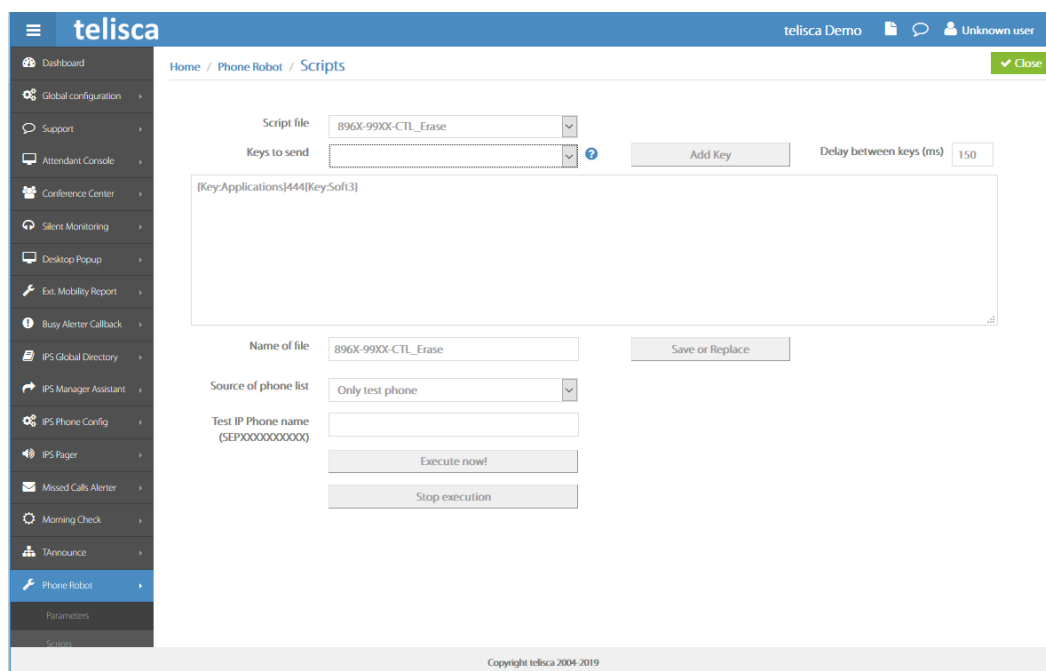 telisca
telisca Demo
Unknown user
Dashboard
Global configuration
Support
Attendant Console
Conference Center
Silent Monitoring
Desktop Popup
Ext. Mobility Report
Busy Alerter Callback
IPS Global Directory
IPS Manager Assistant
IPS Phone Config
IPS Pager
Missed Calls Alerter
Morning Check
TAnnounce
Phone Robot
Parameters
Scripts
Home / Phone Robot / Scripts
Close
Script file
896X-99XX-CTL_Erase
Keys to send
?
Add Key
Delay between keys (ms)
150
{Key:Applications}444{Key:Soft3}
Name of file
896X-99XX-CTL_Erase
Save or Replace
Source of phone list
Only test phone
Test IP Phone name
(SEPXXXXXXXXXX)
Execute now!
Stop execution
Copyright telisca 2004-2019